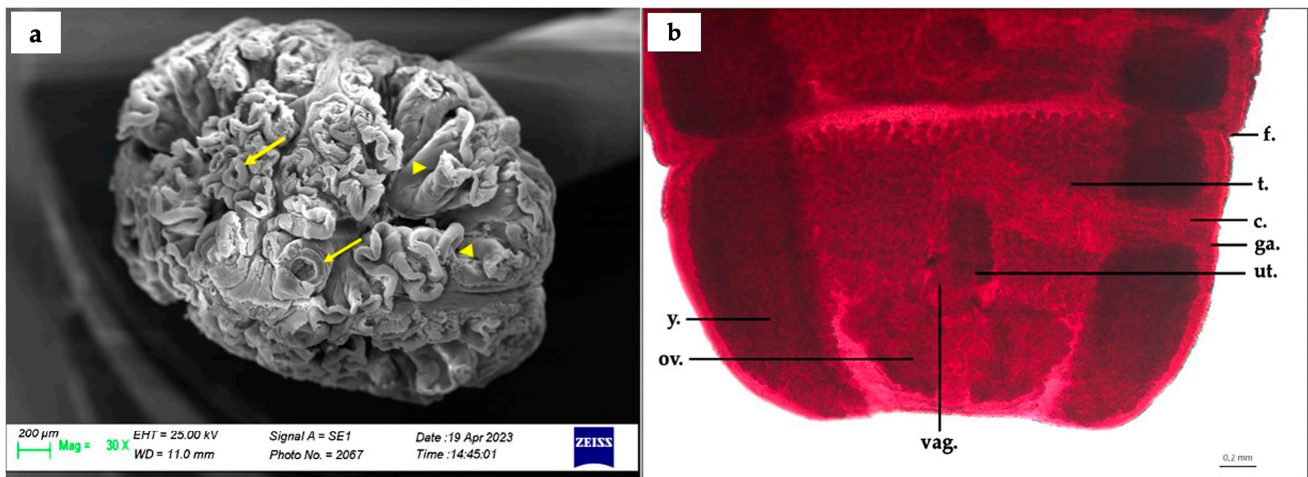 a
200 µm
Mag = 30 X
EHT = 25.00 kV
WD = 11.0 mm
Signal A = SE1
Photo No. = 2067
Date :19 Apr 2023
Time :14:45:01
ZEISS
b
f.
t.
c.
ga.
ut.
y.
ov.
vag.
0.2 mm